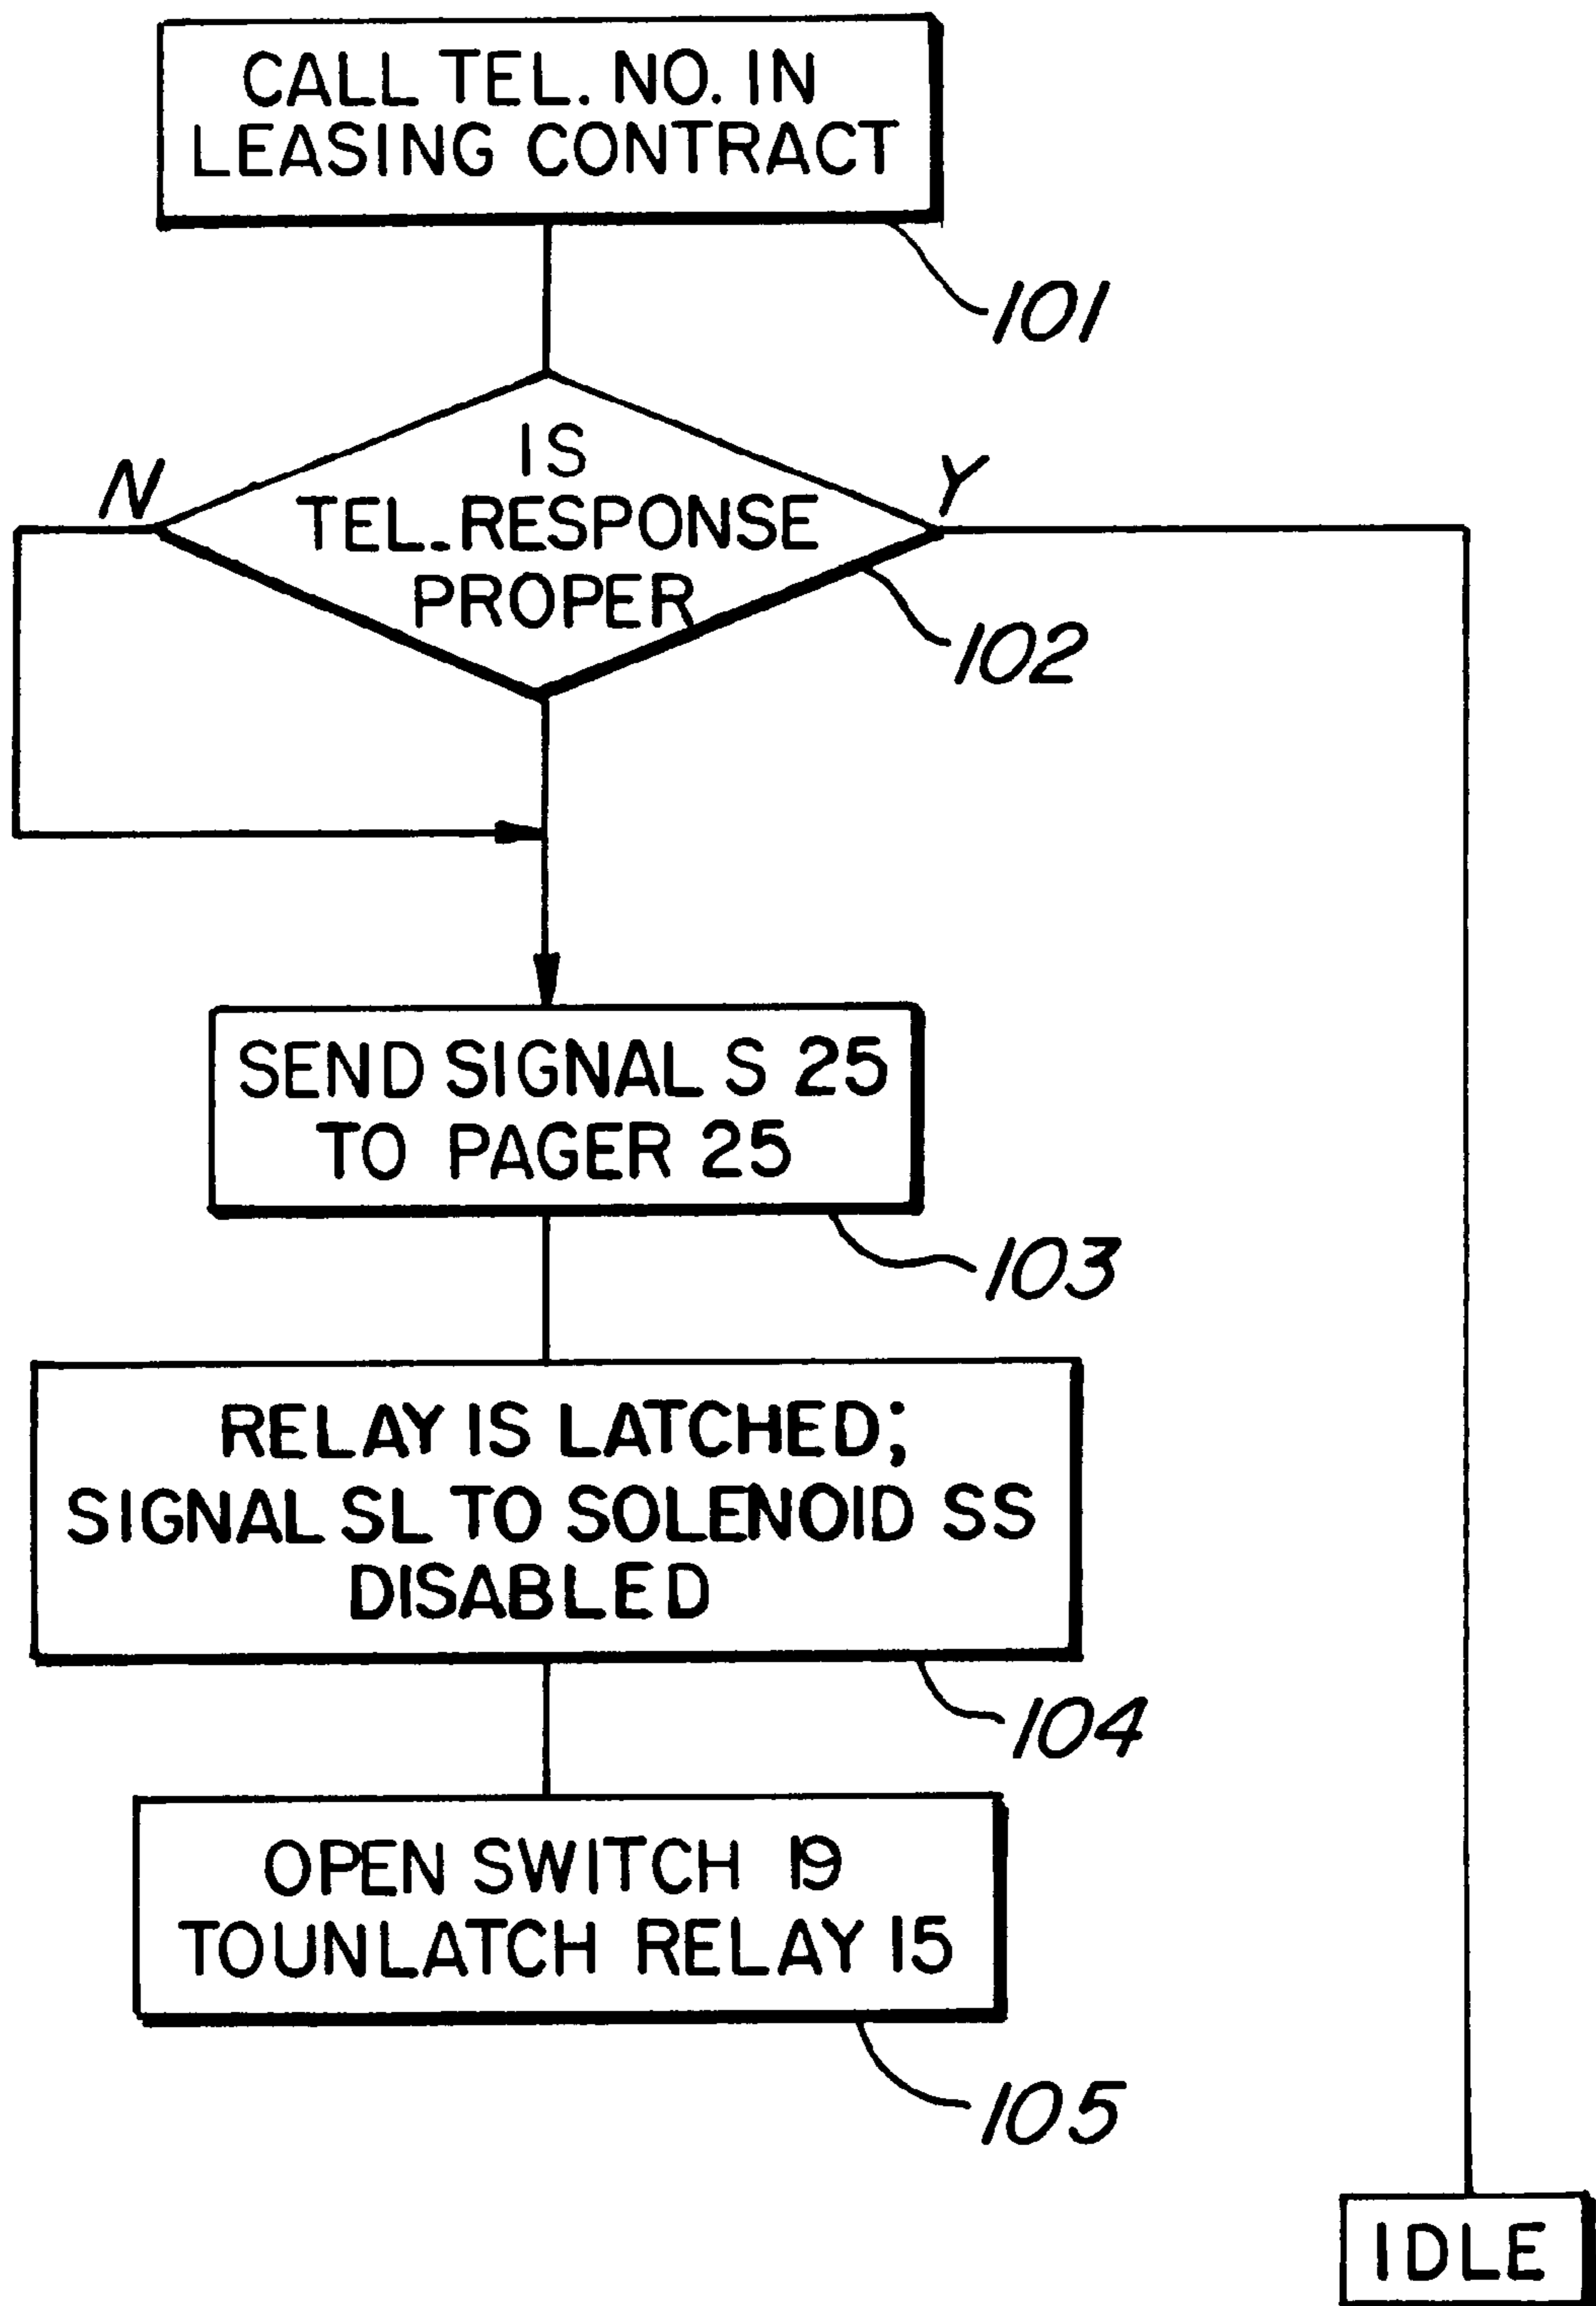 CALL TEL. NO. IN
LEASING CONTRACT
101
IS
TEL. RESPONSE
PROPER
N
Y
102
SEND SIGNAL S 25
TO PAGER 25
103
RELAY IS LATCHED;
SIGNAL SL TO SOLENOID SS
DISABLED
104
OPEN SWITCH 19
TOUNLATCH RELAY 15
105
IDLE